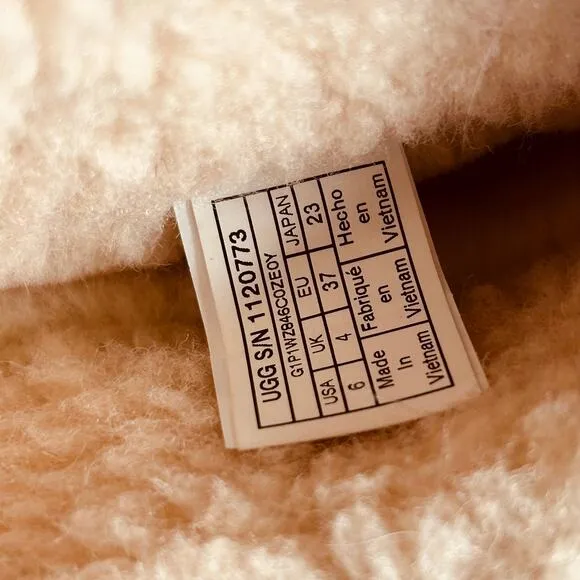 UGG S/N 1120773
G1P1WZ846C0ZE0Y
USA UK EU JAPAN
6 4 37 23
Made In Vietnam
Fabriqué en Vietnam
Hecho en Vietnam